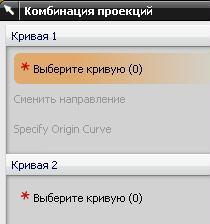 Комбинация проекций
Кривая 1
* Выберите кривую (0)
Сменить направление
Specify Origin Curve
Кривая 2
* Выберите кривую (0)